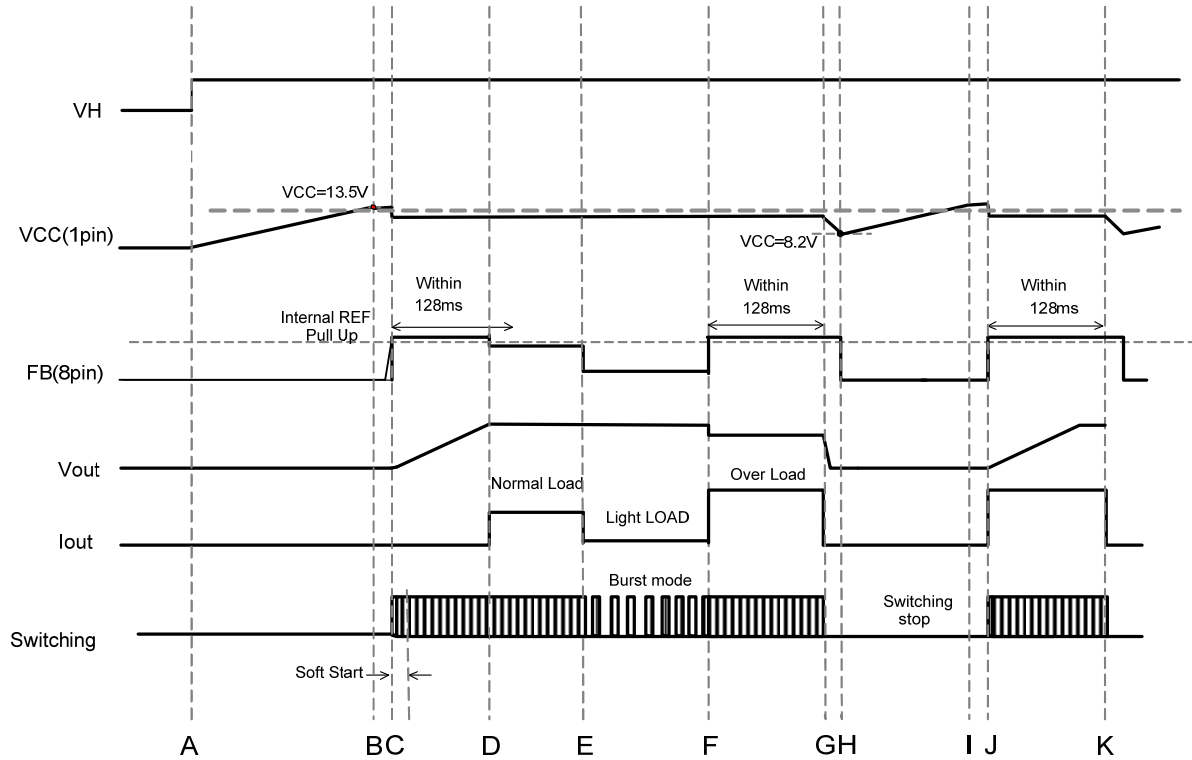 VH
VCC=13.5V
VCC(1pin)
VCC=8.2V
Within
128ms
Within
128ms
Within
128ms
Internal REF
Pull Up
FB(8pin)
Vout
Normal Load
Over Load
Light LOAD
Iout
Burst mode
Switching
stop
Switching
Soft Start
A B C D E F G H I J K